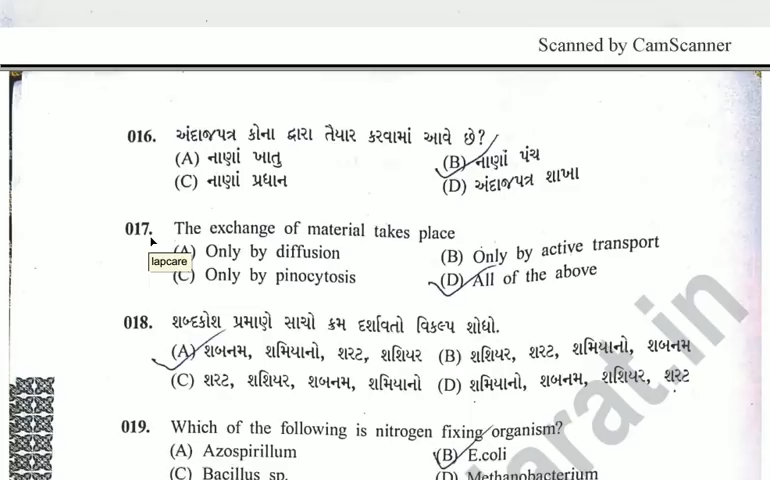 Scanned by CamScanner
016. અંદાજપત્ર કોના દ્વારા તૈયાર કરવામાં આવે છે?
(A) નાણાં ખાતુ (B) નાણાં પંચ
(C) નાણાં પ્રધાન (D) અંદાજપત્ર શાખા
017. The exchange of material takes place
(A) Only by diffusion (B) Only by active transport
lapcare
(C) Only by pinocytosis (D) All of the above
018. શબ્દકોશ પ્રમાણે સાચો ક્રમ દર્શાવતો વિકલ્પ શોધો.
(A) શબનમ, શમિયાનો, શરટ, શશિયર (B) શશિયર, શરટ, શમિયાનો, શબનમ
(C) શરટ, શશિયર, શબનમ, શમિયાનો (D) શમિયાનો, શબનમ, શશિયર, શરટ
019. Which of the following is nitrogen fixing organism?
(A) Azospirillum (B) E.coli
(C) Bacillus sp. (D) Methanobacterium
arat.in